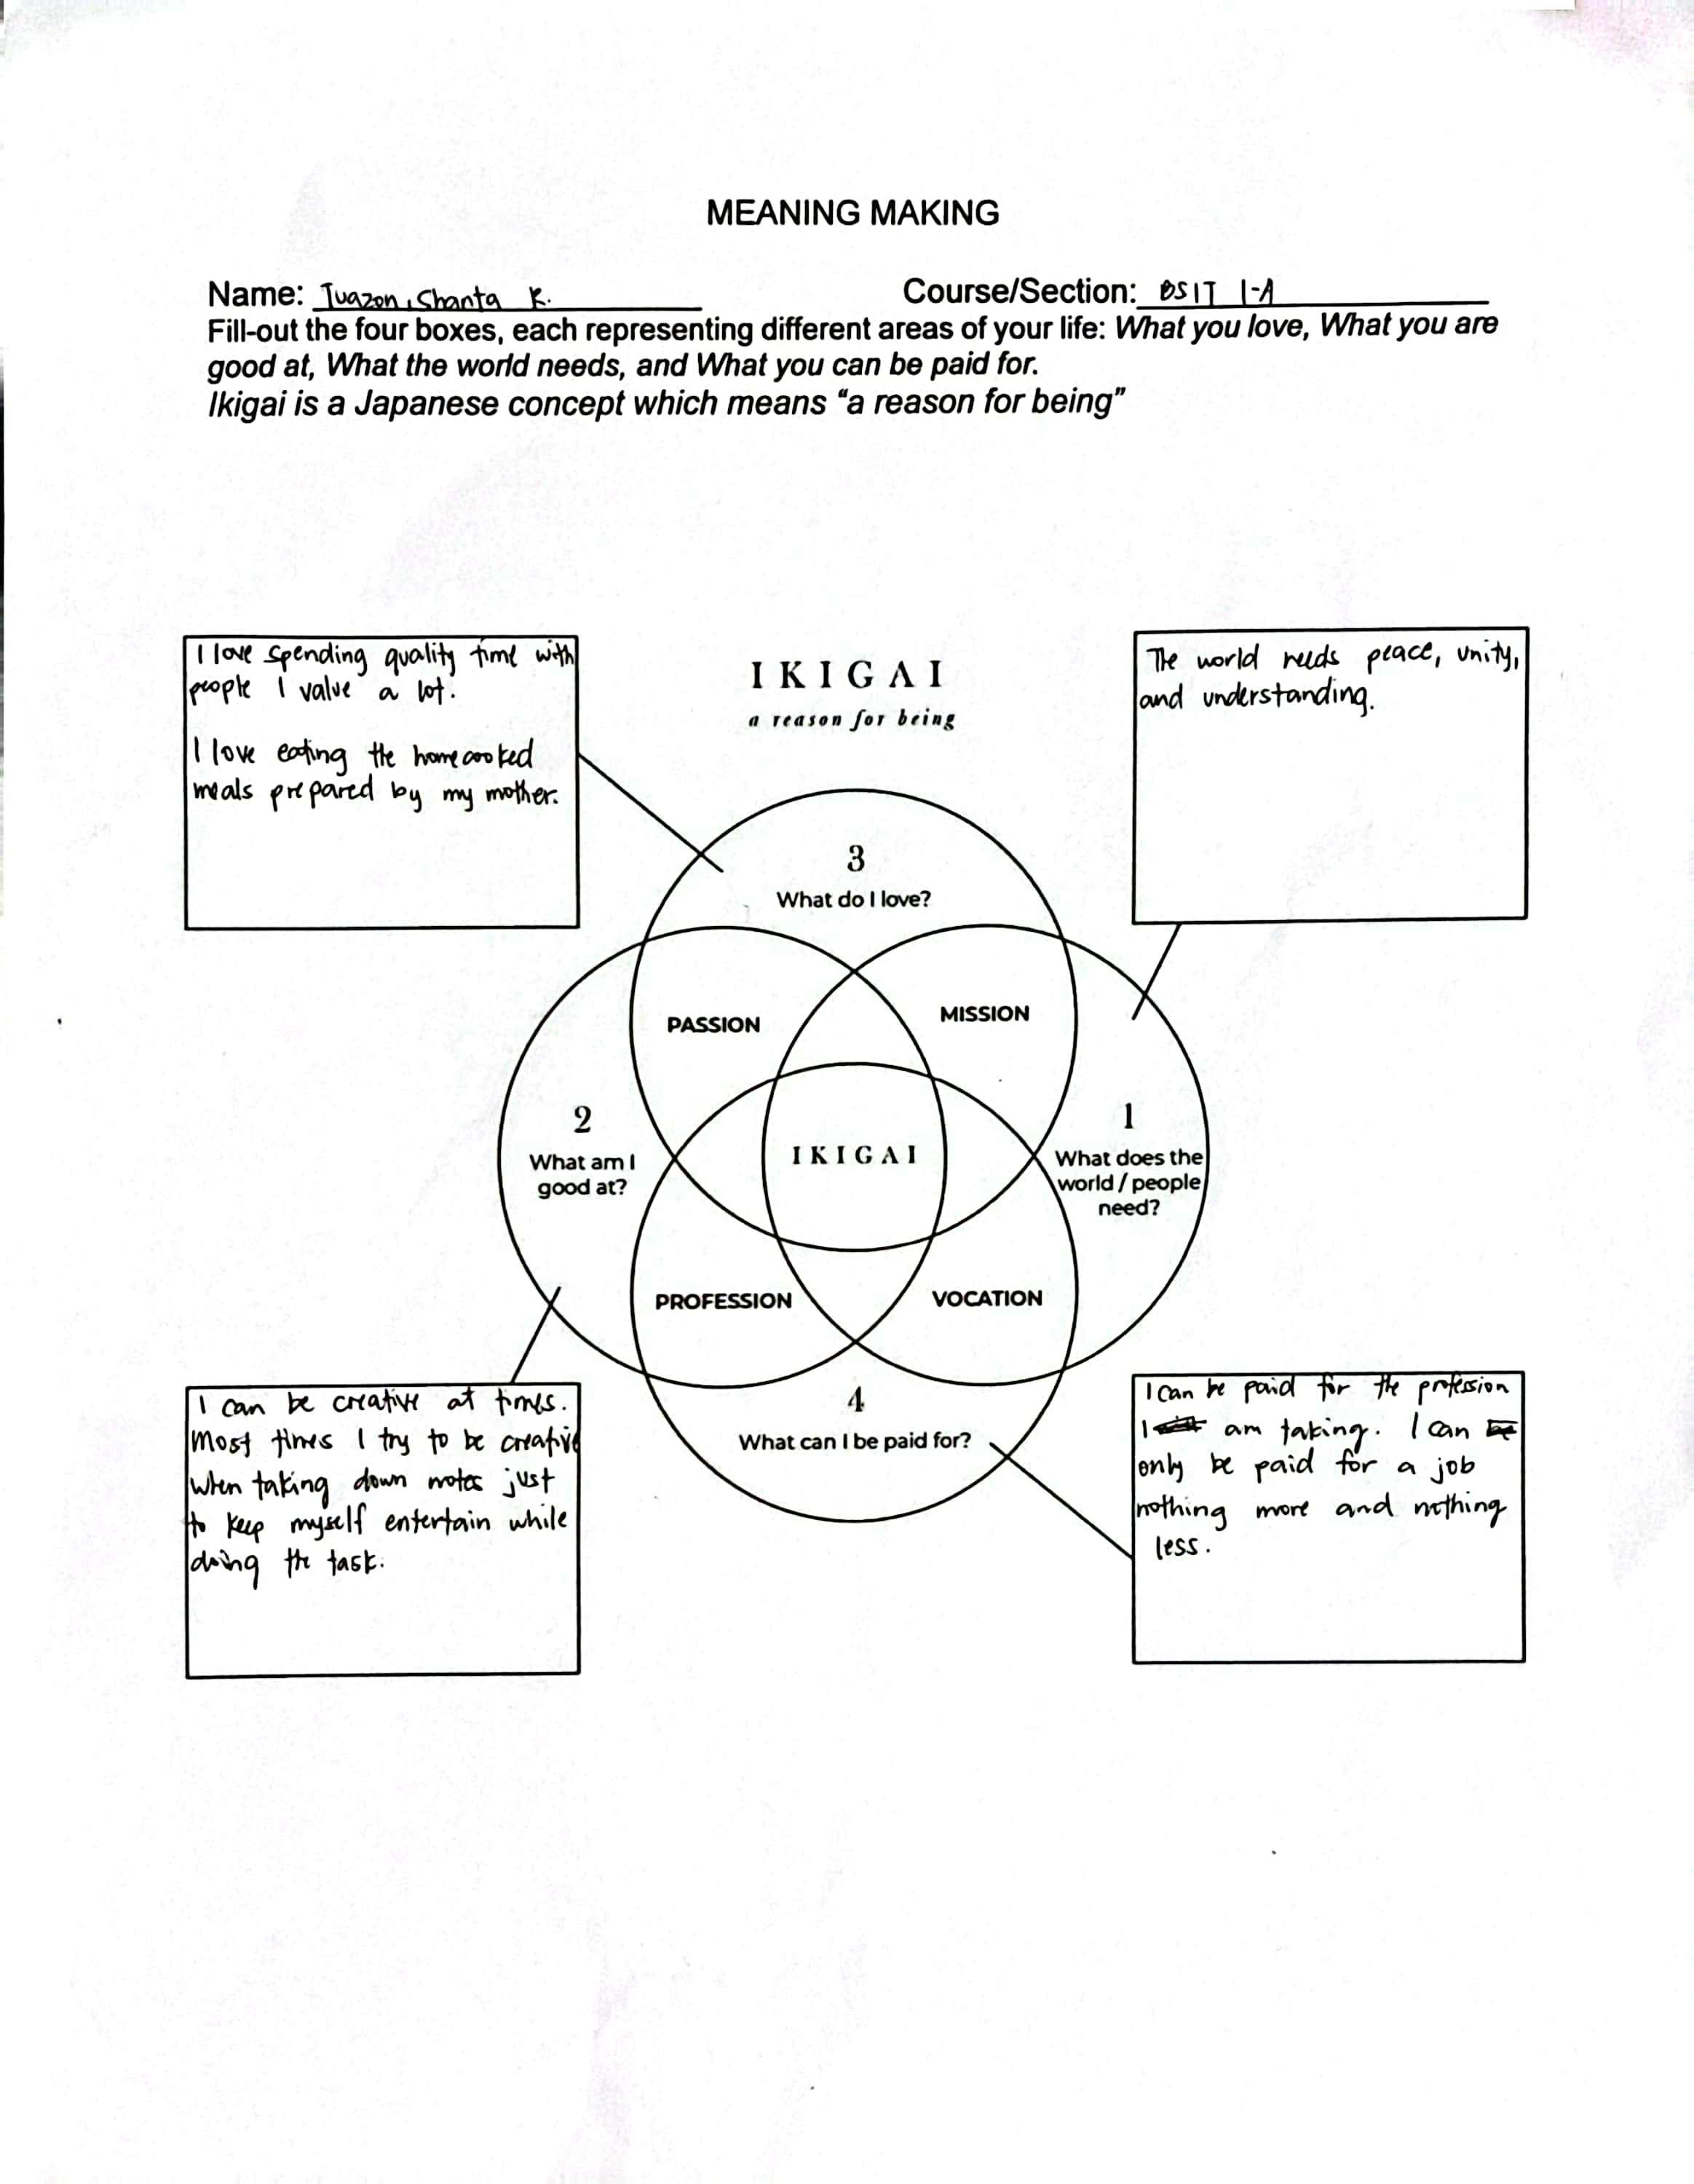 MEANING MAKING
Name: Tuazon, Shanta R.
Course/Section: BSIT 1-A
Fill-out the four boxes, each representing different areas of your life: What you love, What you are
good at, What the world needs, and What you can be paid for.
Ikigai is a Japanese concept which means “a reason for being”
I love spending quality time with
people I value a lot.
I love eating the homecooked
meals prepared by my mother.
IKIGAI
a reason for being
The world needs peace, unity,
and understanding.
3
What do I love?
PASSION
MISSION
2
What am I
good at?
IKIGAI
1
What does the
world / people
need?
PROFESSION
VOCATION
4
What can I be paid for?
I can be creative at times.
Most times I try to be creative
when taking down notes just
to keep myself entertain while
doing the task.
I can be paid for the profession
I am taking. I can be
only be paid for a job
nothing more and nothing
less.